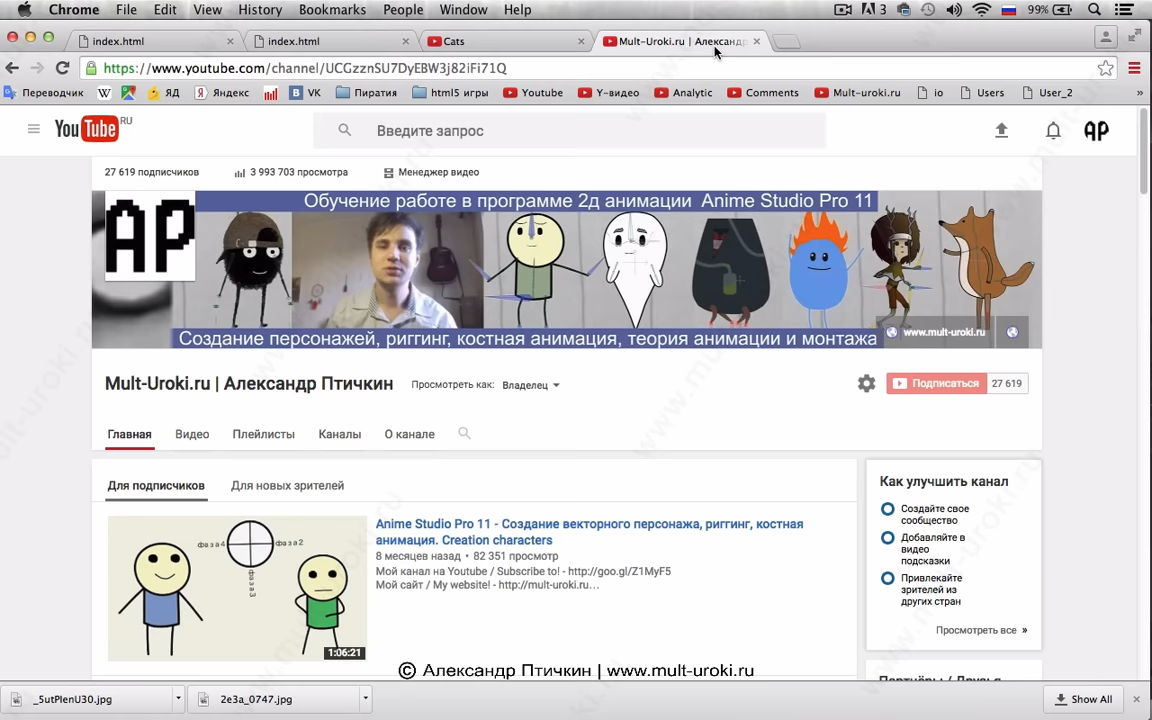 Chrome File Edit View History Bookmarks People Window Help 3 99%
index.html index.html Cats Mult-Uroki.ru | Александр
https://www.youtube.com/channel/UCGzznSU7DyEBW3j82iFi71Q
Переводчик ЯД Яндекс VK Пиратия html5 игры Youtube Y-видео Analytic Comments Mult-uroki.ru io Users User_2 »
YouTube RU Введите запрос AP
27 619 подписчиков 3 993 703 просмотра Менеджер видео
Обучение работе в программе 2д анимации Anime Studio Pro 11
AP
www.mult-uroki.ru
Создание персонажей, риггинг, костная анимация, теория анимации и монтажа
Mult-Uroki.ru | Александр Птичкин Просмотреть как: Владелец Подписаться 27 619
Главная Видео Плейлисты Каналы О канале
Для подписчиков Для новых зрителей
фаза4 фаза2
фаза3
1:06:21
Anime Studio Pro 11 - Создание векторного персонажа, риггинг, костная
анимация. Creation characters
8 месяцев назад • 82 351 просмотр
Мой канал на Youtube / Subscribe to! - http://goo.gl/Z1MyF5
Мой сайт / My website! - http://mult-uroki.ru...
Как улучшить канал
Создайте свое
сообщество
Добавляйте в
видео
подсказки
Привлекайте
зрителей из
других стран
Просмотреть все »
Партнёры / Друзья
© Александр Птичкин | www.mult-uroki.ru
_5utPIenU30.jpg 2e3a_0747.jpg Show All